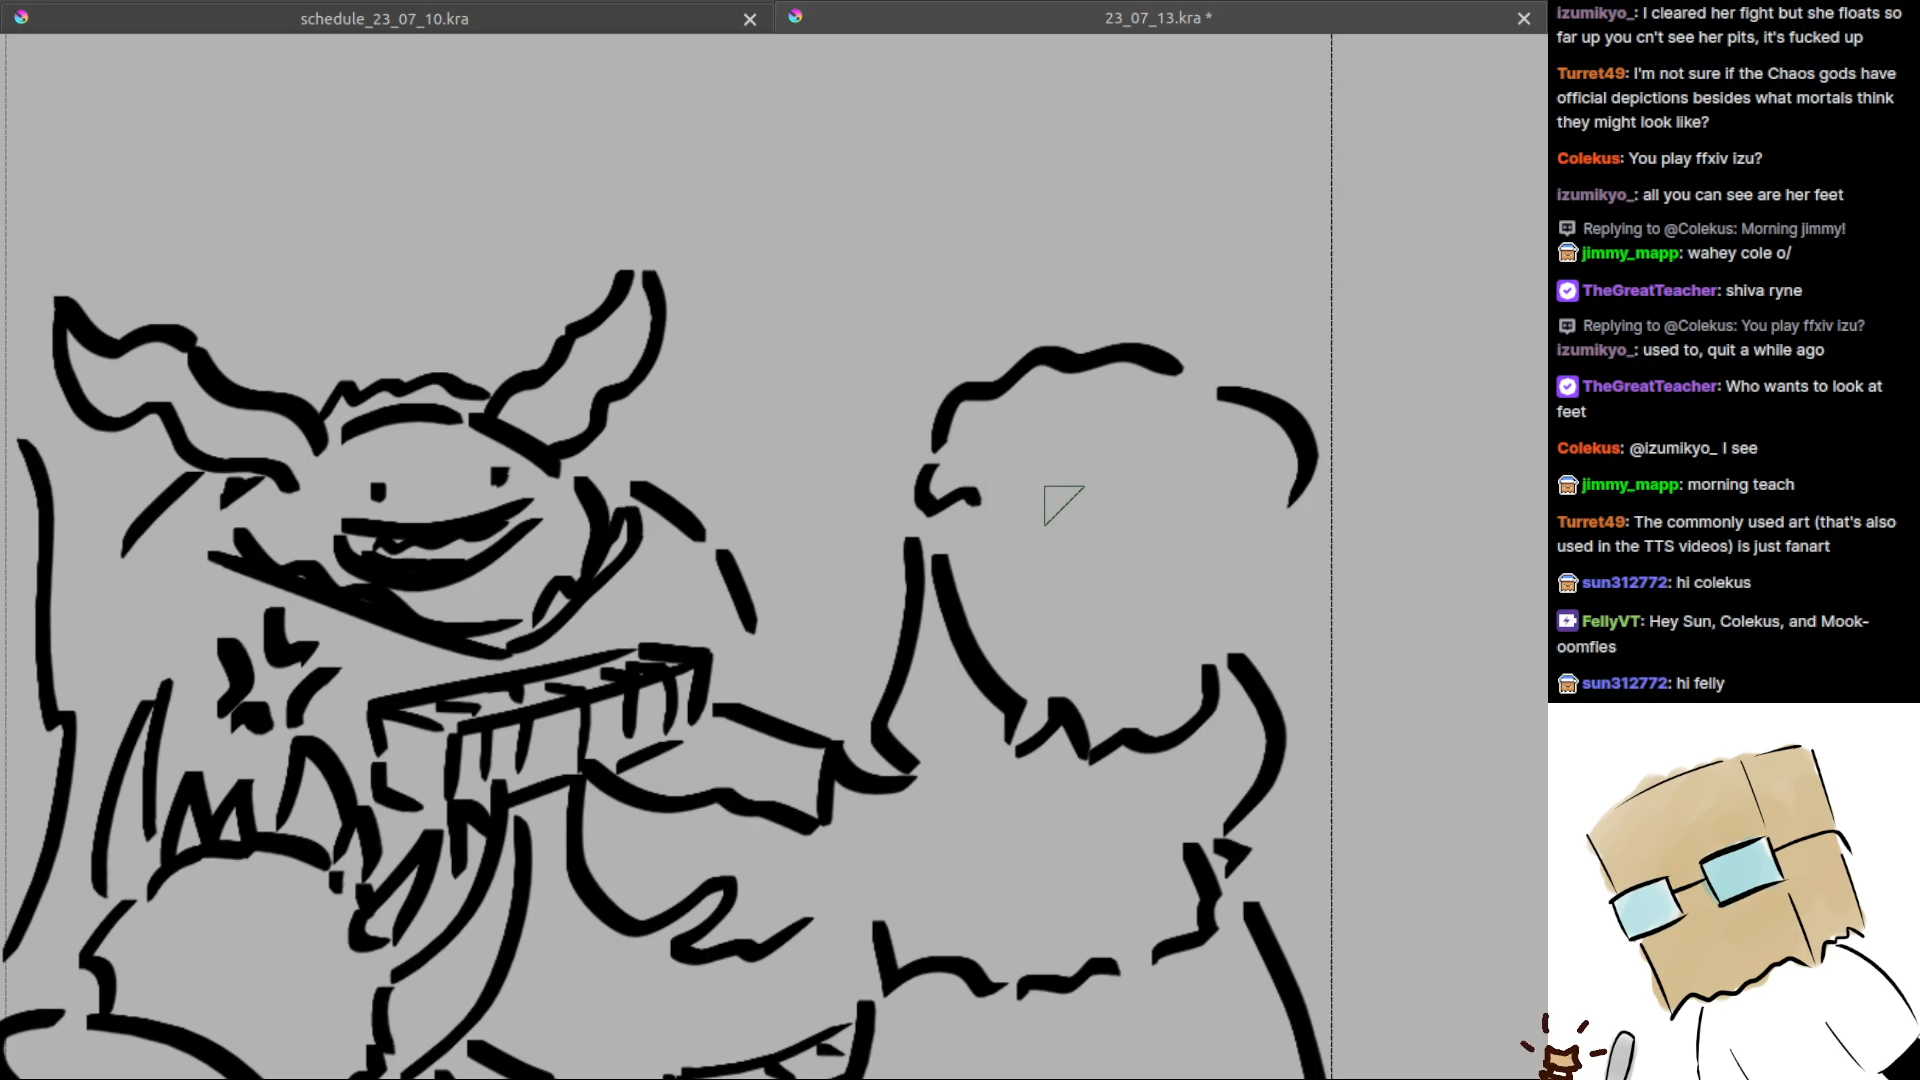 schedule_23_07_10.kra
23_07_13.kra *
izumikyo_: I cleared her fight but she floats so
far up you cn't see her pits, it's fucked up
Turret49: I'm not sure if the Chaos gods have
official depictions besides what mortals think
they might look like?
Colekus: You play ffxiv izu?
izumikyo_: all you can see are her feet
Replying to @Colekus: Morning jimmy!
jimmy_mapp: wahey cole o/
TheGreatTeacher: shiva ryne
Replying to @Colekus: You play ffxiv izu?
izumikyo_: used to, quit a while ago
TheGreatTeacher: Who wants to look at
feet
Colekus: @izumikyo_ I see
jimmy_mapp: morning teach
Turret49: The commonly used art (that's also
used in the TTS videos) is just fanart
sun312772: hi colekus
FellyVT: Hey Sun, Colekus, and Mook-
oomfies
sun312772: hi felly